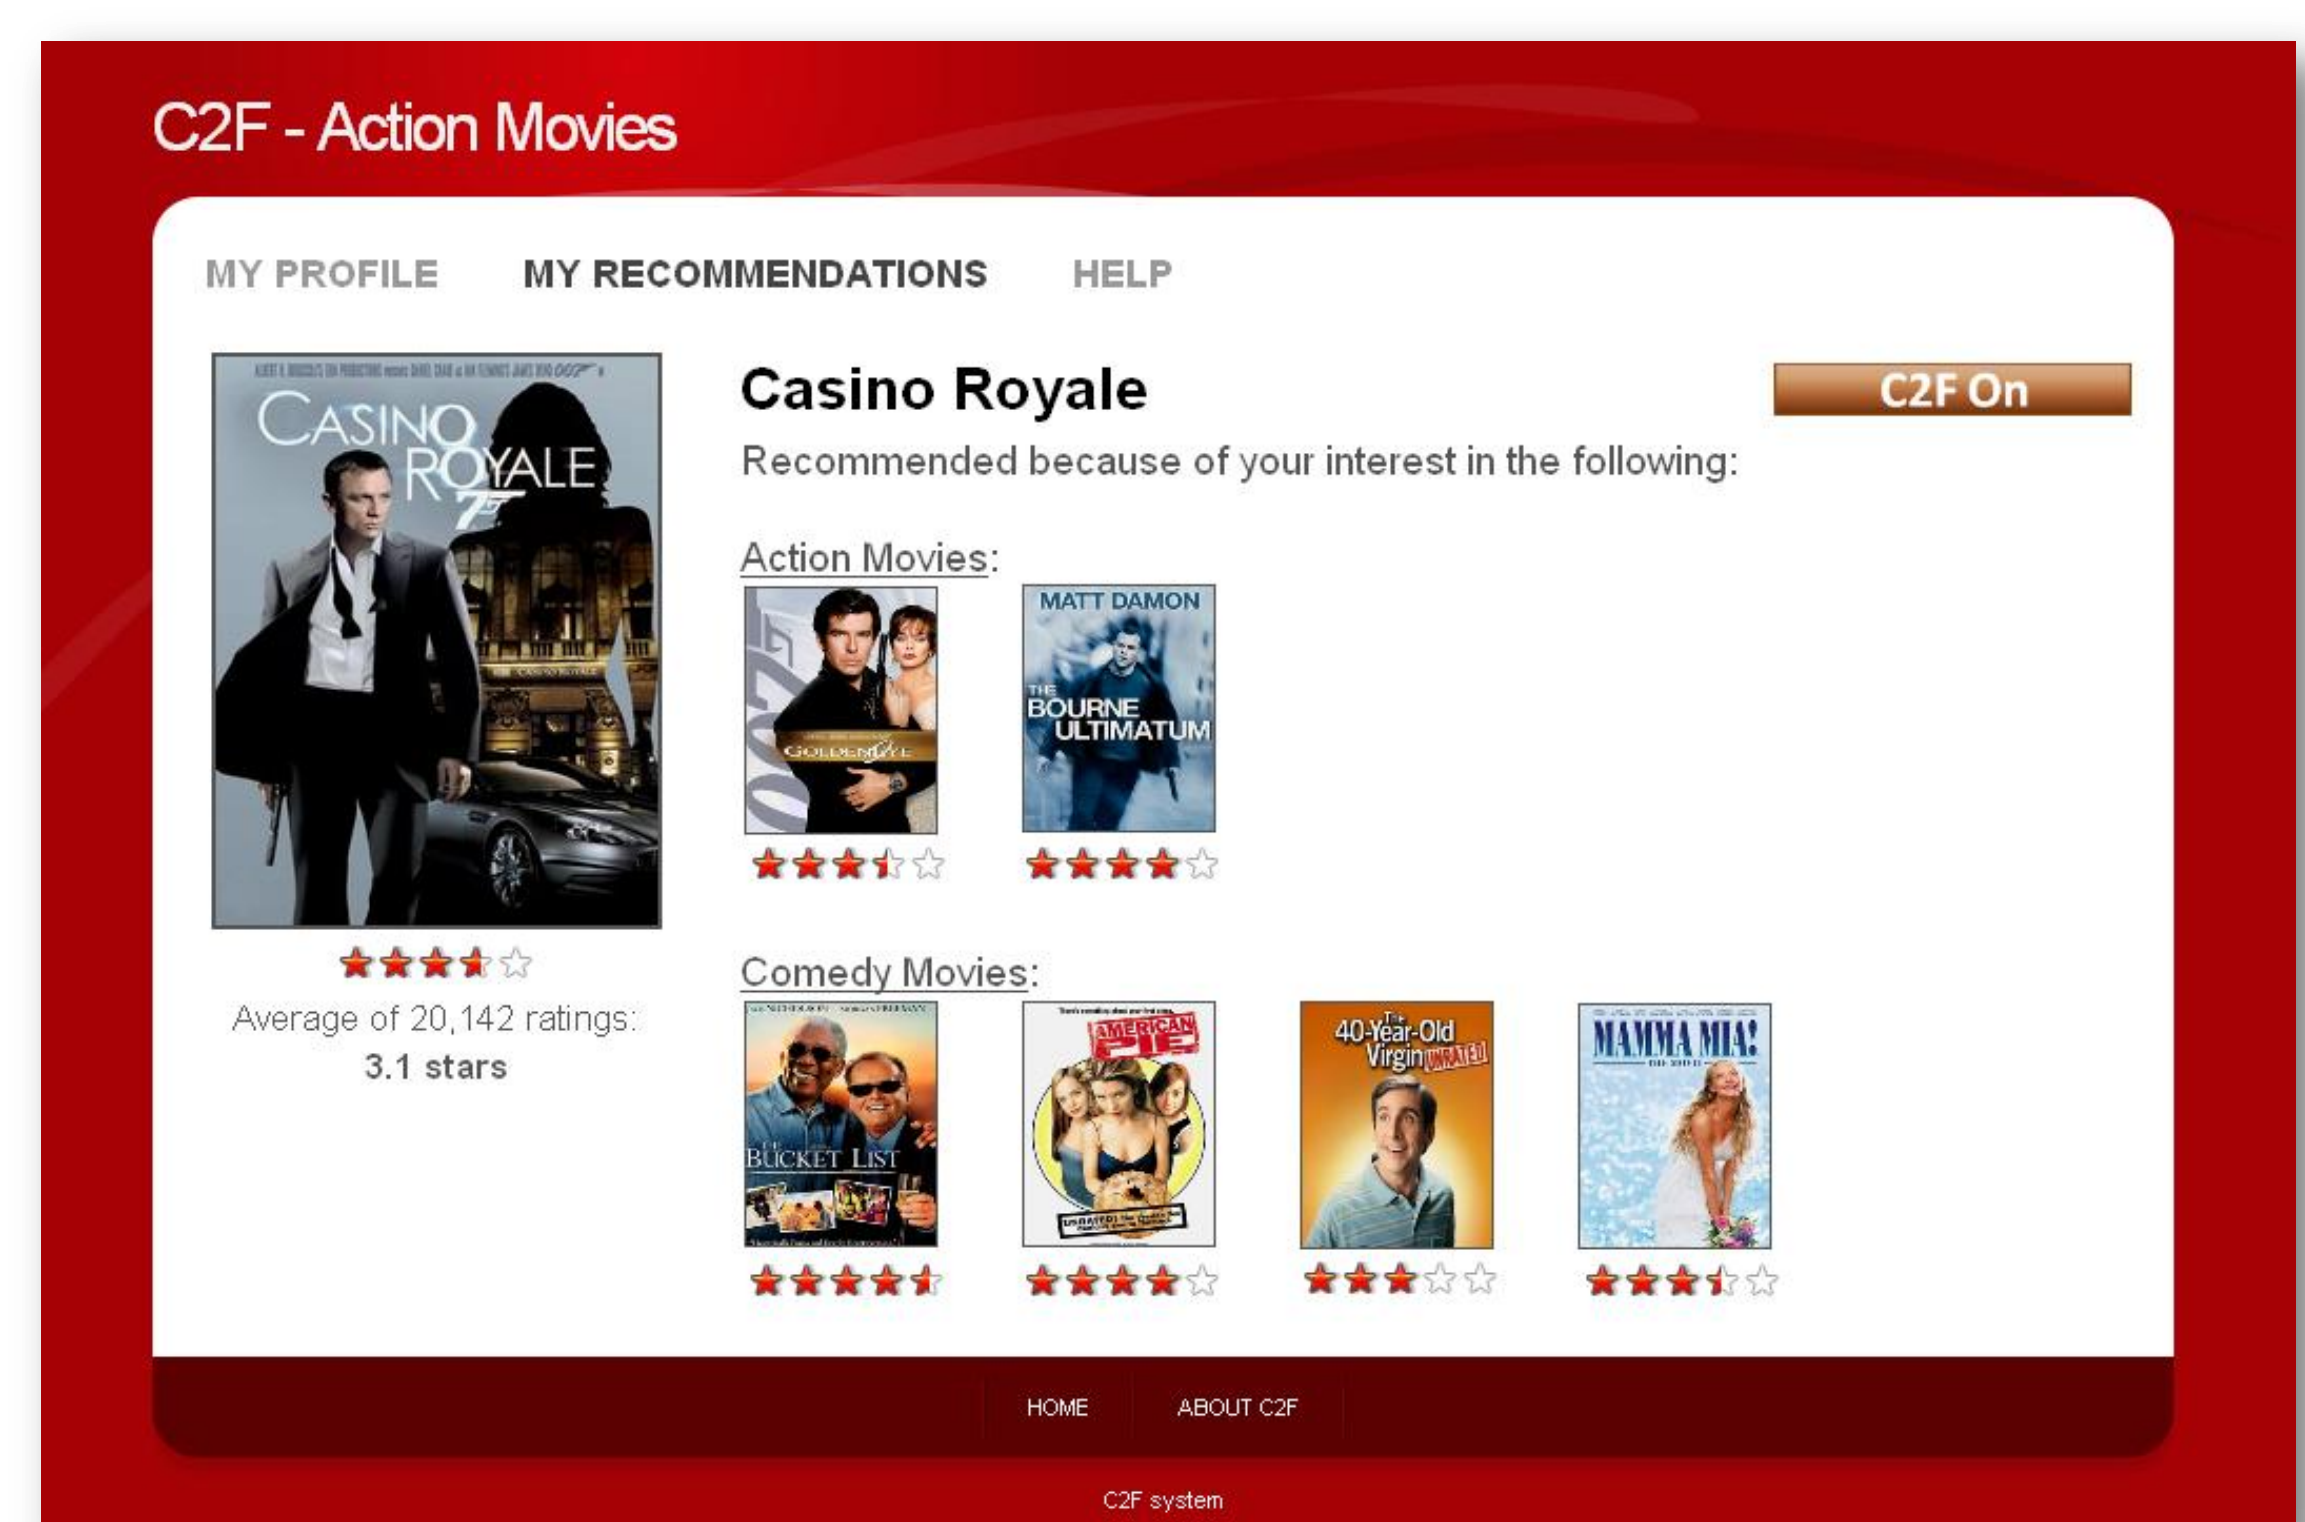 C2F - Action Movies
MY PROFILE MY RECOMMENDATIONS HELP
CASINO
ROYALE
007
Casino Royale
C2F On
Recommended because of your interest in the following:
Action Movies:
007
GOLDENEYE
MATT DAMON
THE
BOURNE
ULTIMATUM
Average of 20,142 ratings:
3.1 stars
Comedy Movies:
BUCKET LIST
AMERICAN
PIE
The
40-Year-Old
Virgin UNRATED
MAMMA MIA!
HOME ABOUT C2F
C2F system